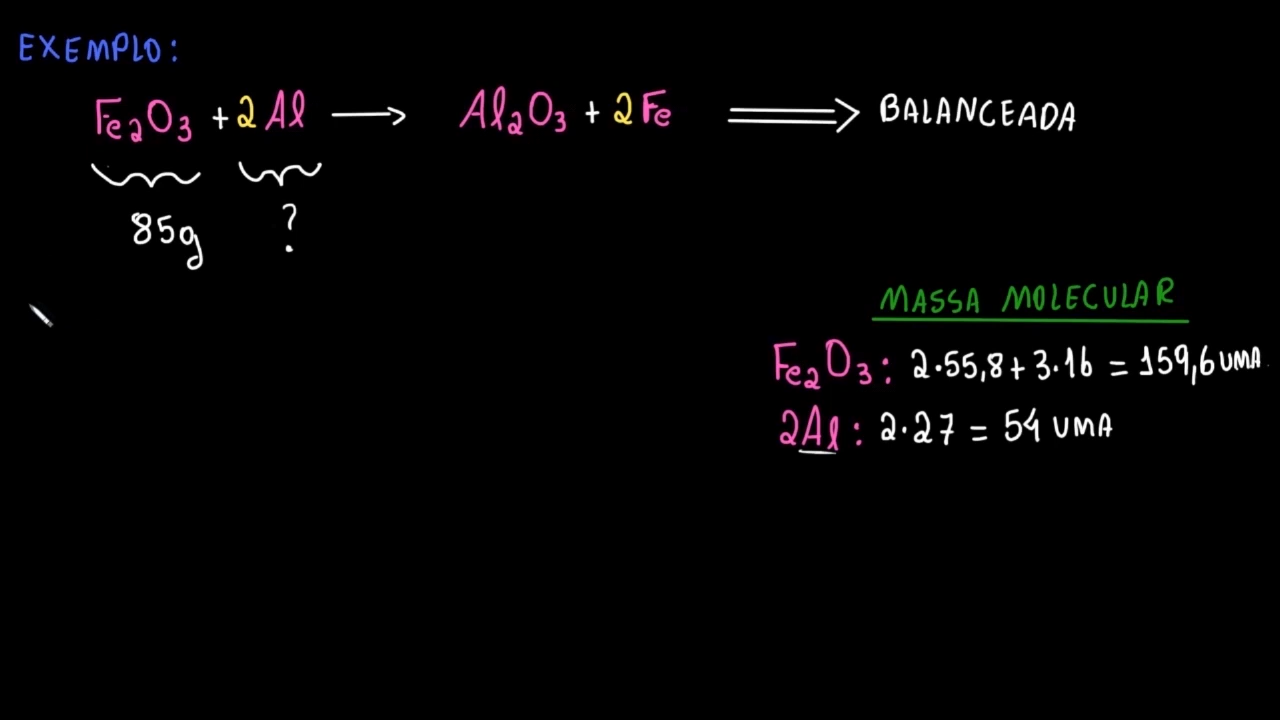 EXEMPLO:
Fe₂O₃ + 2Al → Al₂O₃ + 2Fe ⟹ BALANCEADA
85g ?
MASSA MOLECULAR
Fe₂O₃: 2·55,8 + 3·16 = 159,6 UMA
2Al: 2·27 = 54 UMA